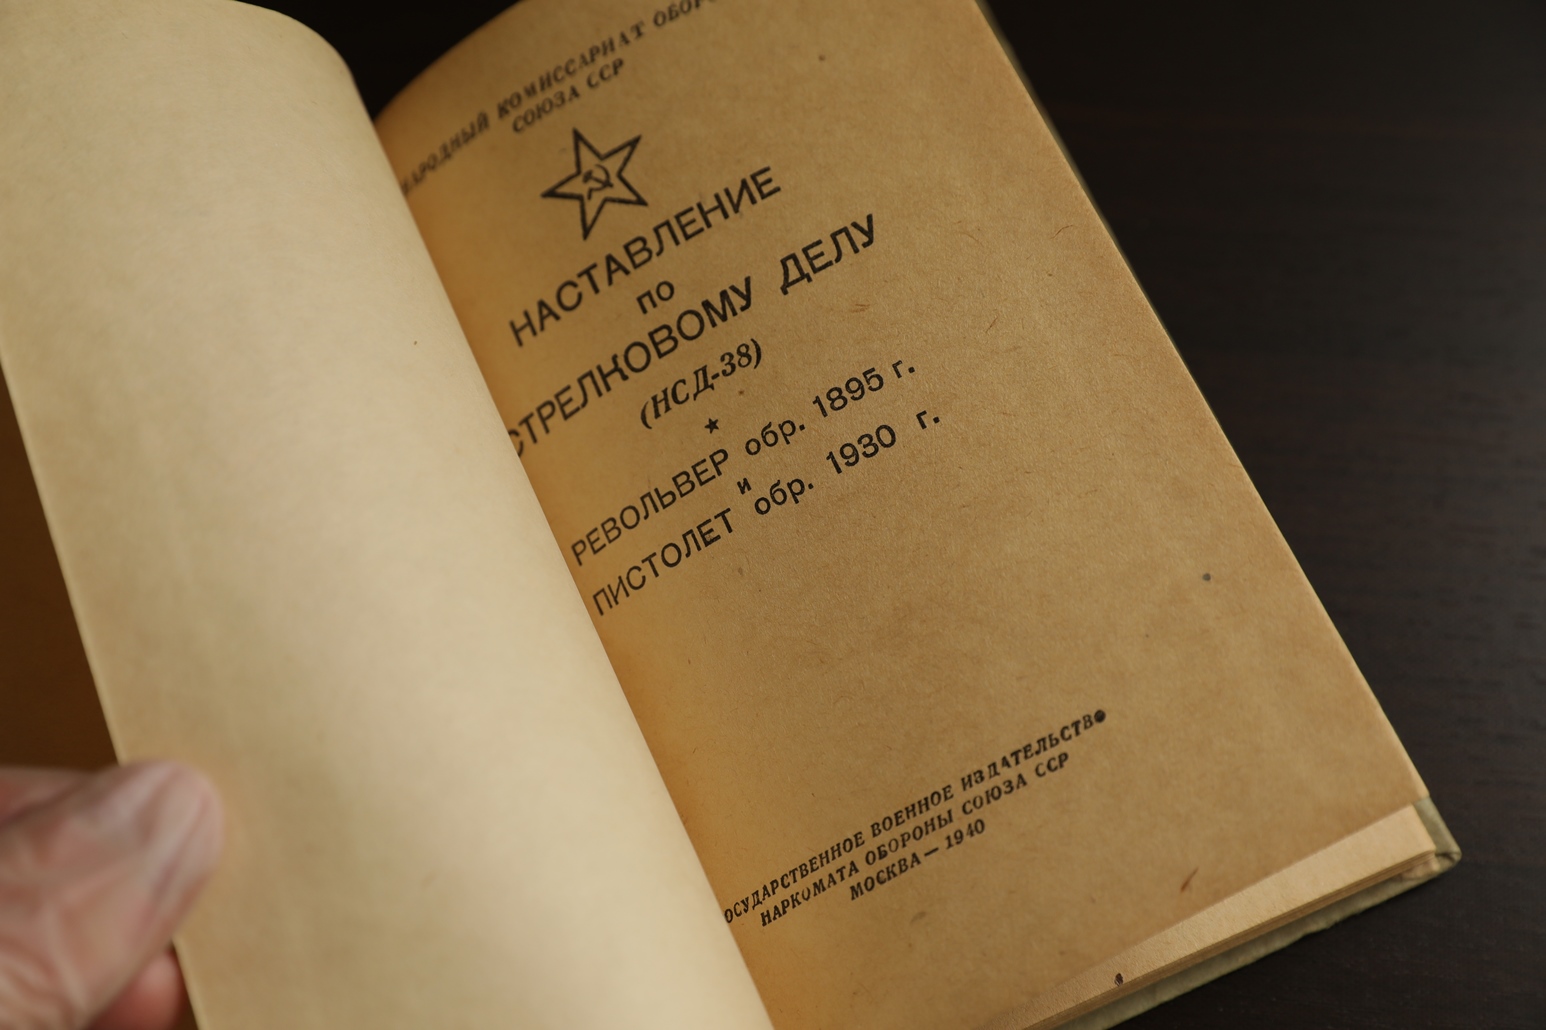 НАРОДНЫЙ КОМИССАРИАТ ОБОРО
СОЮЗА ССР
НАСТАВЛЕНИЕ
ПО
СТРЕЛКОВОМУ ДЕЛУ
(НСД-38)
РЕВОЛЬВЕР обр. 1895 г.
и
ПИСТОЛЕТ обр. 1930 г.
ОСУДАРСТВЕННОЕ ВОЕННОЕ ИЗДАТЕЛЬСТВО
НАРКОМАТА ОБОРОНЫ СОЮЗА ССР
МОСКВА — 1940